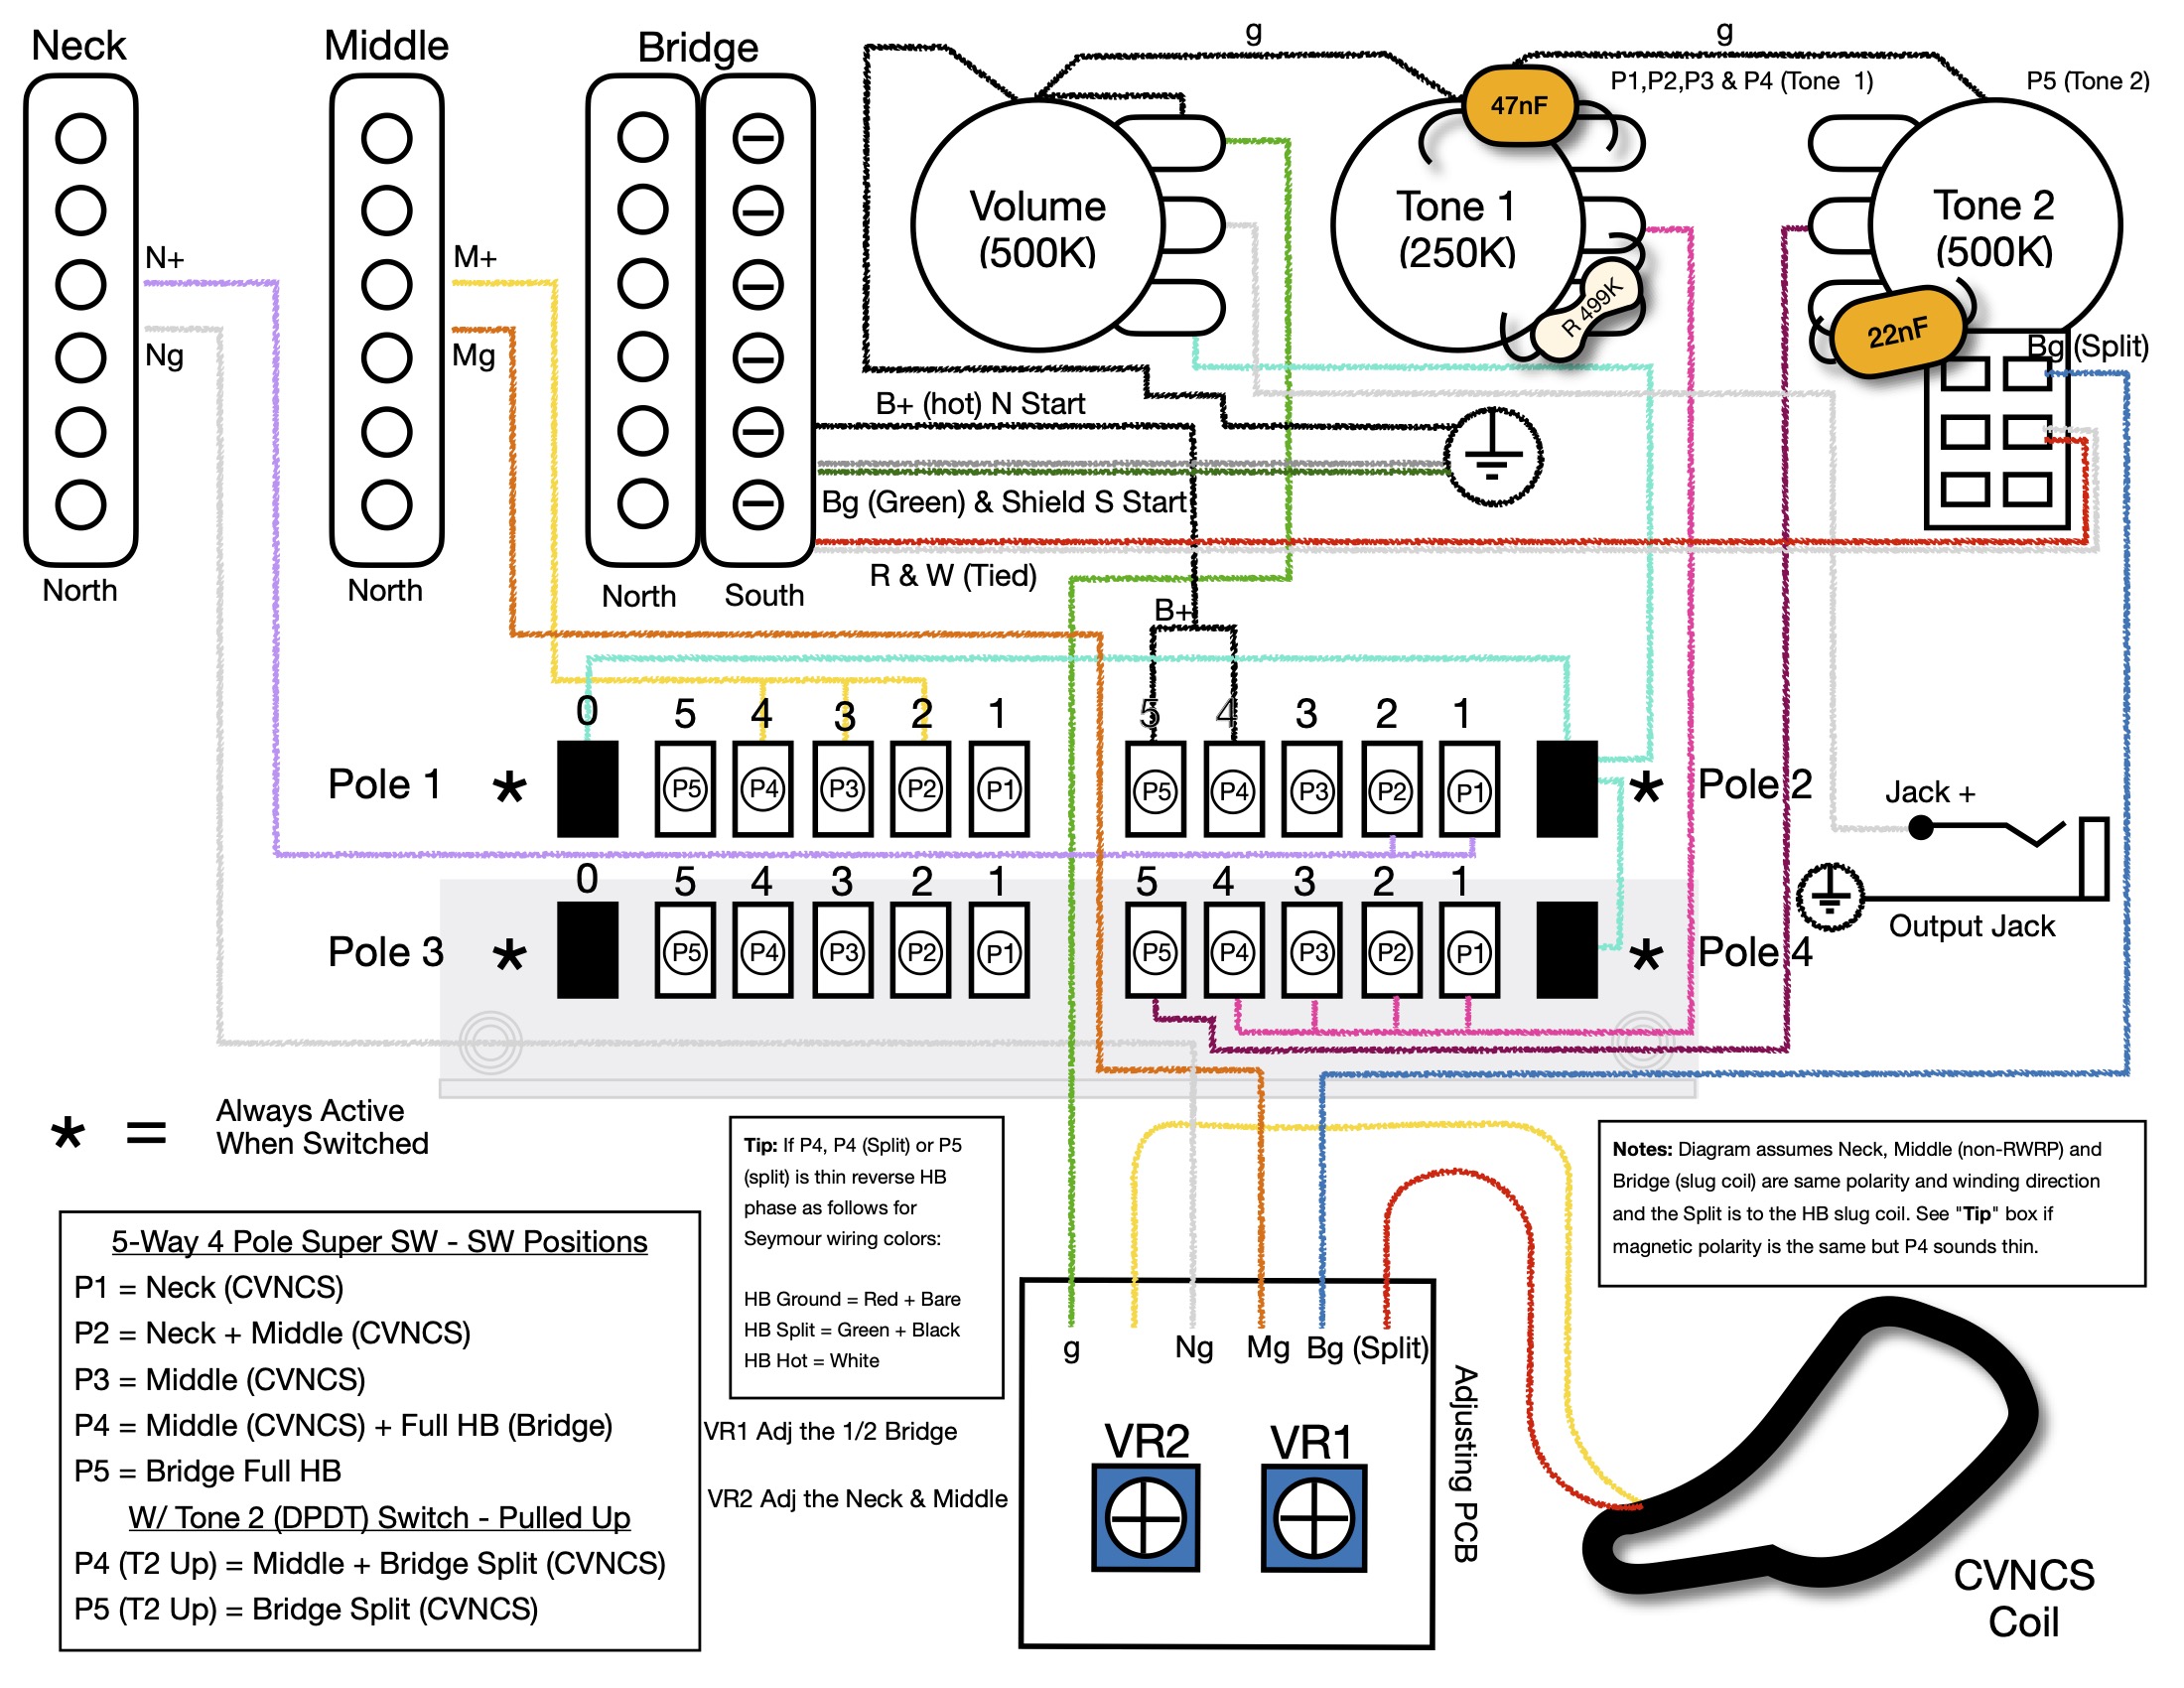 Neck
Middle
Bridge
g
g
P1,P2,P3 & P4 (Tone 1)
P5 (Tone 2)
47nF
Volume
(500K)
Tone 1
(250K)
R 499K
Tone 2
(500K)
22nF
Bg (Split)
N+
Ng
M+
Mg
B+ (hot) N Start
Bg (Green) & Shield S Start
R & W (Tied)
North
North
North
South
B+
0 5 4 3 2 1
5 4 3 2 1
Pole 1 * P5 P4 P3 P2 P1
P5 P4 P3 P2 P1 * Pole 2
0 5 4 3 2 1
5 4 3 2 1
Pole 3 * P5 P4 P3 P2 P1
P5 P4 P3 P2 P1 * Pole 4
Jack +
Output Jack
* = Always Active
When Switched
5-Way 4 Pole Super SW - SW Positions
P1 = Neck (CVNCS)
P2 = Neck + Middle (CVNCS)
P3 = Middle (CVNCS)
P4 = Middle (CVNCS) + Full HB (Bridge)
P5 = Bridge Full HB
W/ Tone 2 (DPDT) Switch - Pulled Up
P4 (T2 Up) = Middle + Bridge Split (CVNCS)
P5 (T2 Up) = Bridge Split (CVNCS)
Tip: If P4, P4 (Split) or P5
(split) is thin reverse HB
phase as follows for
Seymour wiring colors:
HB Ground = Red + Bare
HB Split = Green + Black
HB Hot = White
VR1 Adj the 1/2 Bridge
VR2 Adj the Neck & Middle
g Ng Mg Bg (Split)
VR2 VR1
Adjusting PCB
Notes: Diagram assumes Neck, Middle (non-RWRP) and
Bridge (slug coil) are same polarity and winding direction
and the Split is to the HB slug coil. See "Tip" box if
magnetic polarity is the same but P4 sounds thin.
CVNCS
Coil